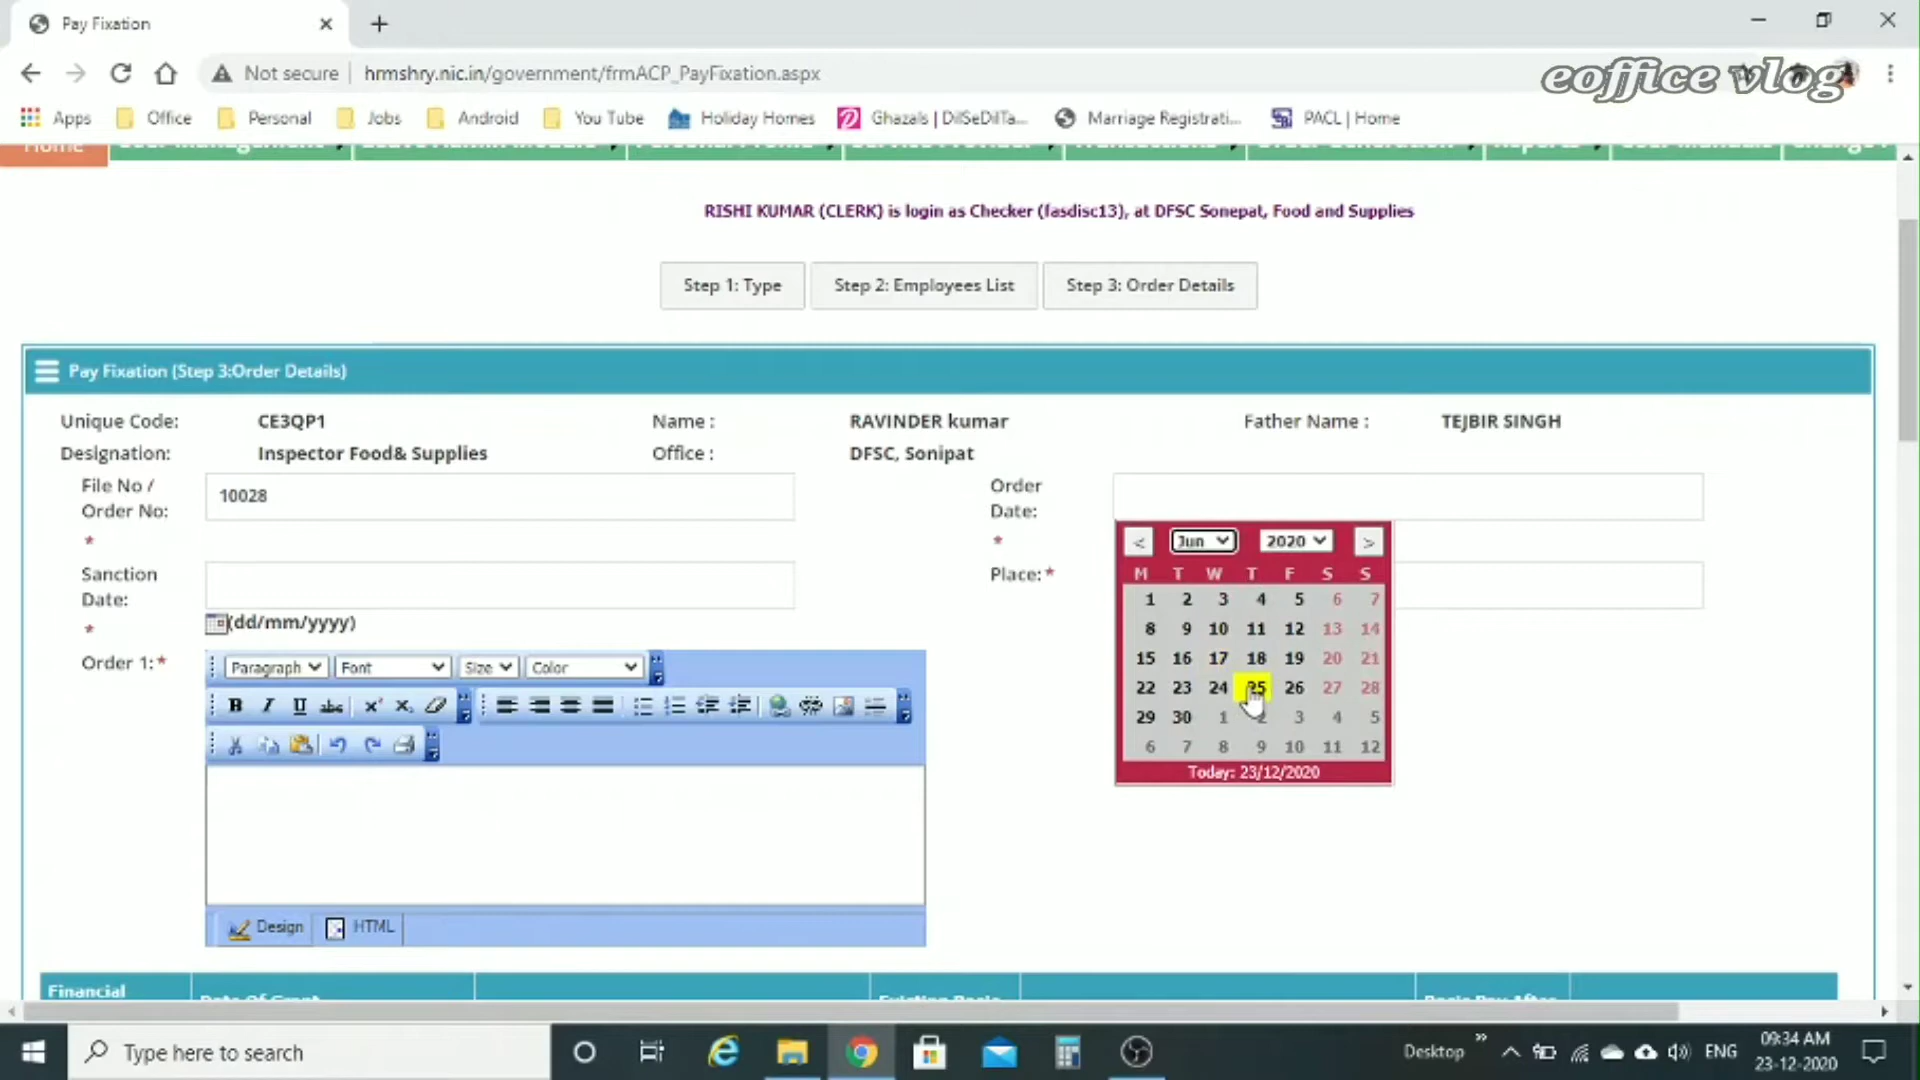 Pay Fixation
Not secure
hrmshry.nic.in/government/frmACP_PayFixation.aspx
eoffice vlog
Apps Office Personal Jobs Android You Tube Holiday Homes Ghazals | DilSeDilTa... Marriage Registrati... PACL | Home
Home
RISHI KUMAR (CLERK) is login as Checker (fasdisc13), at DFSC Sonepat, Food and Supplies
Step 1: Type Step 2: Employees List Step 3: Order Details
Pay Fixation (Step 3:Order Details)
Unique Code: CE3QP1 Name : RAVINDER kumar Father Name : TEJBIR SINGH
Designation: Inspector Food& Supplies Office : DFSC, Sonipat
File No / Order No: * 10028
Order Date: *
< Jun 2020 >
M T W T F S S
1 2 3 4 5 6 7
8 9 10 11 12 13 14
15 16 17 18 19 20 21
22 23 24 25 26 27 28
29 30 1 2 3 4 5
6 7 8 9 10 11 12
Today: 23/12/2020
Sanction Date: *
(dd/mm/yyyy)
Place:*
Order 1:*
Paragraph Font Size Color
B I U abc x x
Design HTML
Financial
Type here to search
Desktop
ENG
09:34 AM
23-12-2020